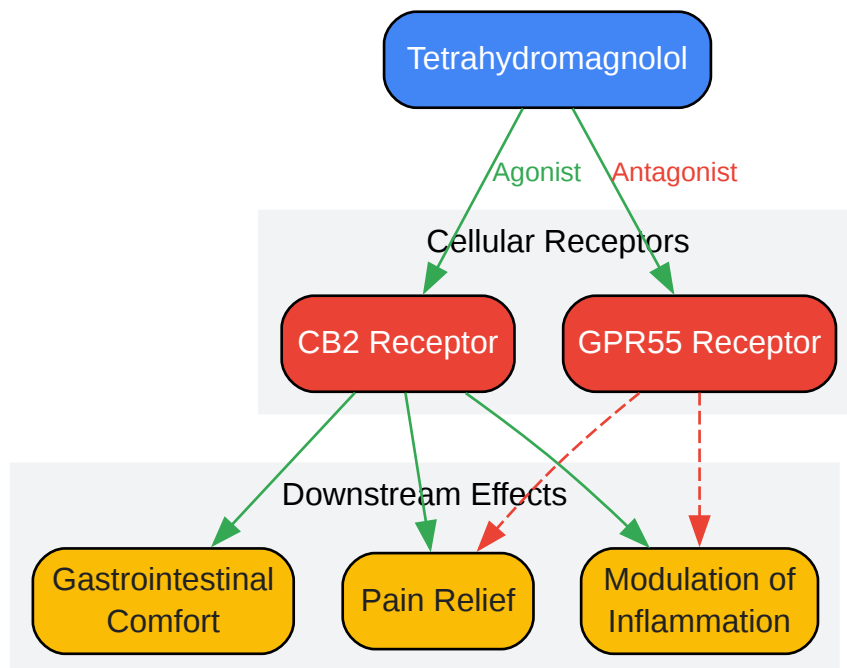 Tetrahydromagnolol
Agonist
Antagonist
Cellular Receptors
CB2 Receptor
GPR55 Receptor
Downstream Effects
Gastrointestinal
Comfort
Pain Relief
Modulation of
Inflammation